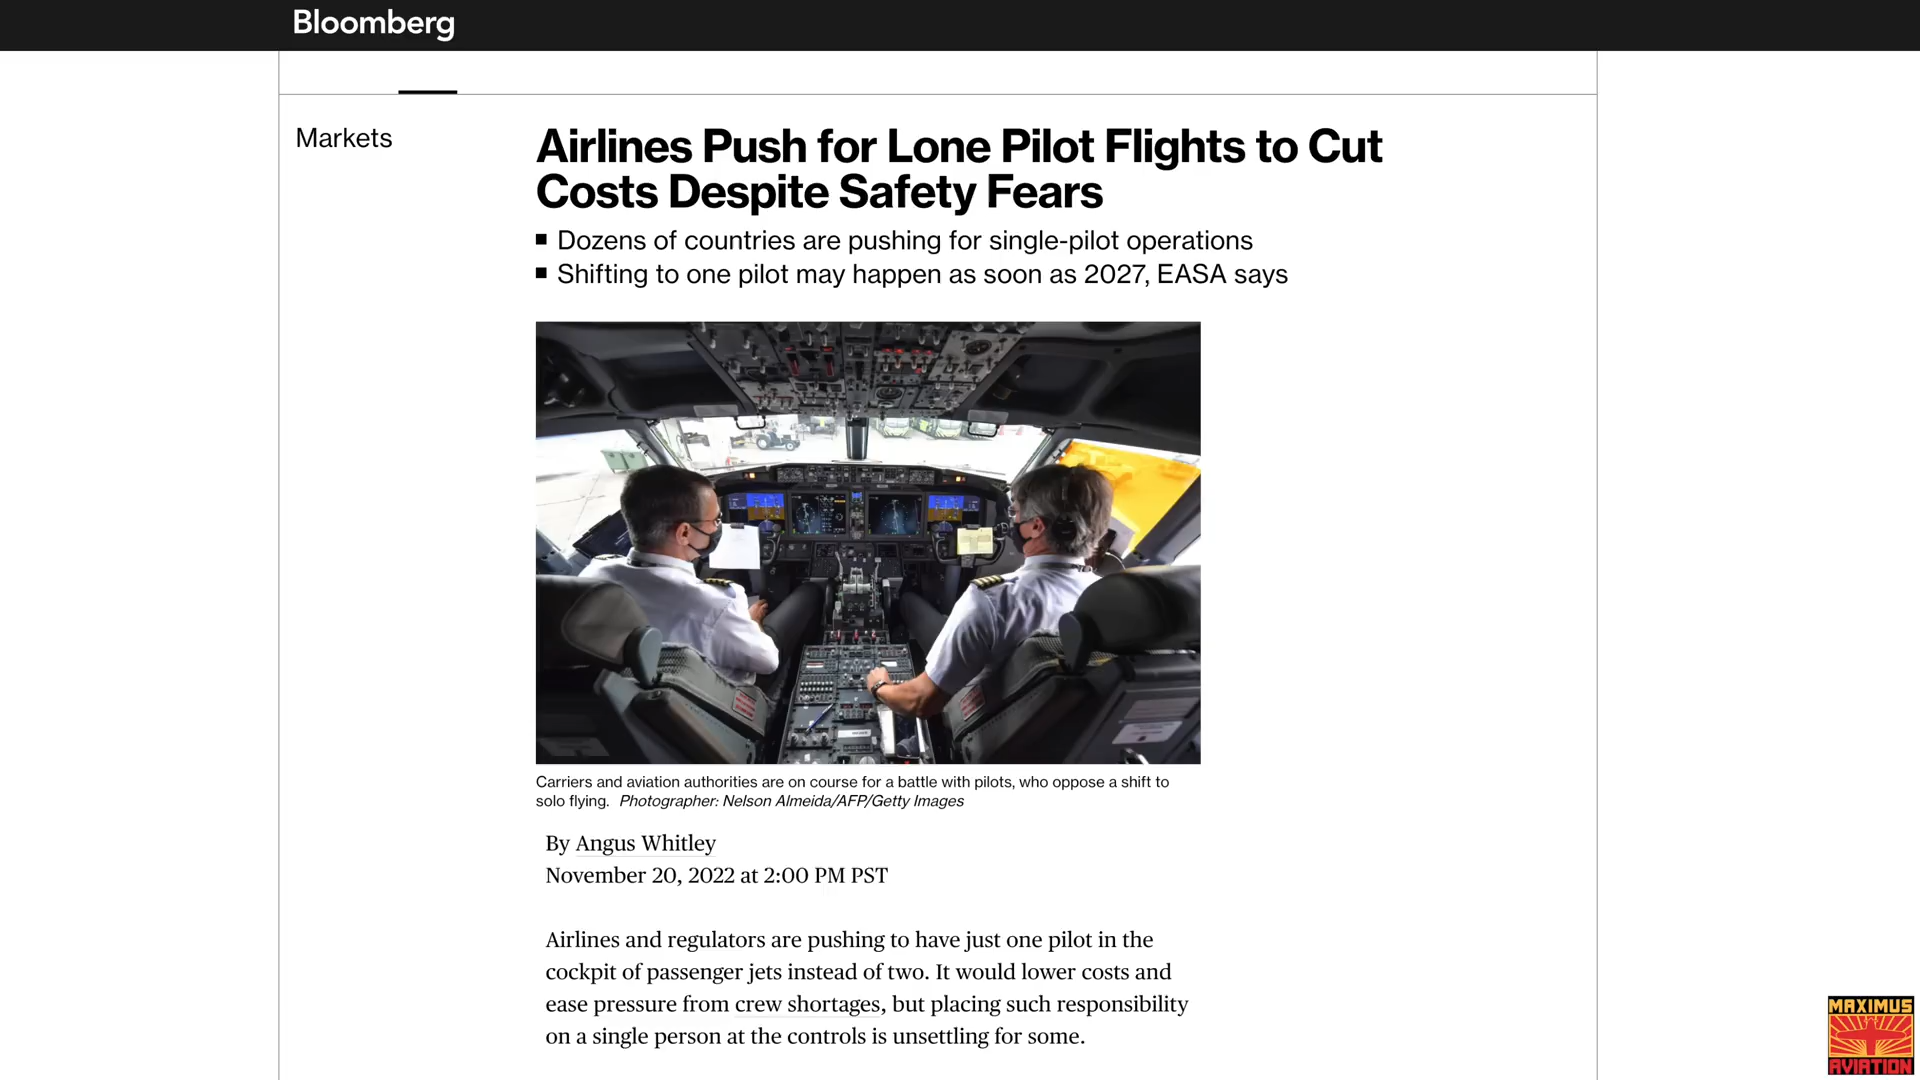 Bloomberg
Markets
Airlines Push for Lone Pilot Flights to Cut
Costs Despite Safety Fears
Dozens of countries are pushing for single-pilot operations
Shifting to one pilot may happen as soon as 2027, EASA says
Carriers and aviation authorities are on course for a battle with pilots, who oppose a shift to
solo flying. Photographer: Nelson Almeida/AFP/Getty Images
By Angus Whitley
November 20, 2022 at 2:00 PM PST
Airlines and regulators are pushing to have just one pilot in the
cockpit of passenger jets instead of two. It would lower costs and
ease pressure from crew shortages, but placing such responsibility
on a single person at the controls is unsettling for some.
MAXIMUS
AVIATION